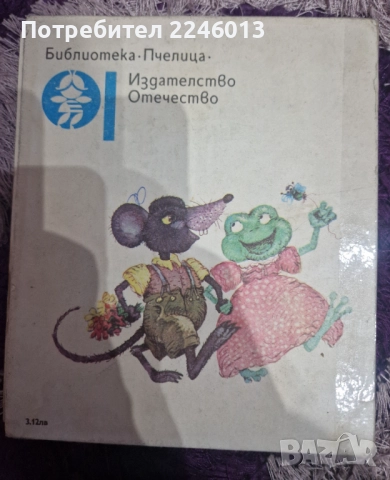 Потребител 2246013
Библиотека·Пчелица·
Издателство
Отечество
BAZAR